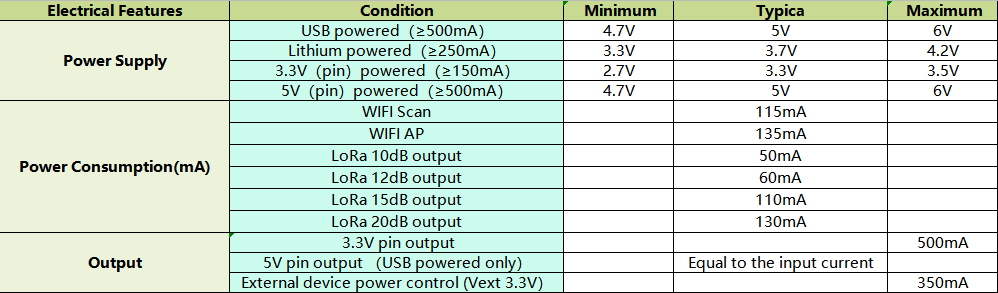 Electrical Features Condition Minimum Typica Maximum
Power Supply
USB powered（≥500mA） 4.7V 5V 6V
Lithium powered（≥250mA） 3.3V 3.7V 4.2V
3.3V（pin）powered（≥150mA） 2.7V 3.3V 3.5V
5V（pin）powered（≥500mA） 4.7V 5V 6V
Power Consumption(mA)
WIFI Scan 115mA
WIFI AP 135mA
LoRa 10dB output 50mA
LoRa 12dB output 60mA
LoRa 15dB output 110mA
LoRa 20dB output 130mA
Output
3.3V pin output 500mA
5V pin output （USB powered only） Equal to the input current
External device power control (Vext 3.3V) 350mA